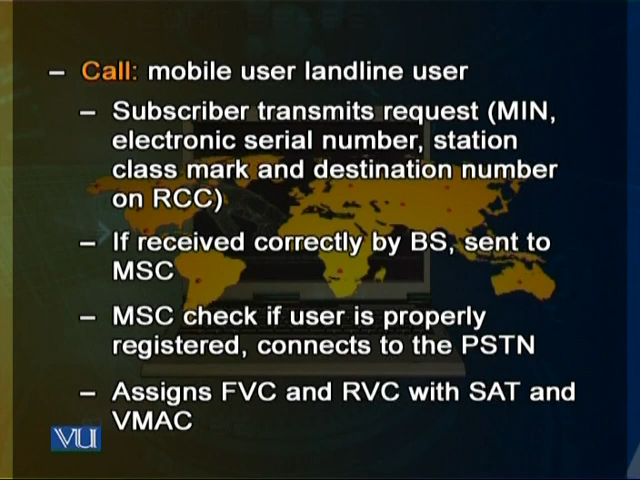 – Call: mobile user landline user
– Subscriber transmits request (MIN,
electronic serial number, station
class mark and destination number
on RCC)
– If received correctly by BS, sent to
MSC
– MSC check if user is properly
registered, connects to the PSTN
– Assigns FVC and RVC with SAT and
VMAC
VU